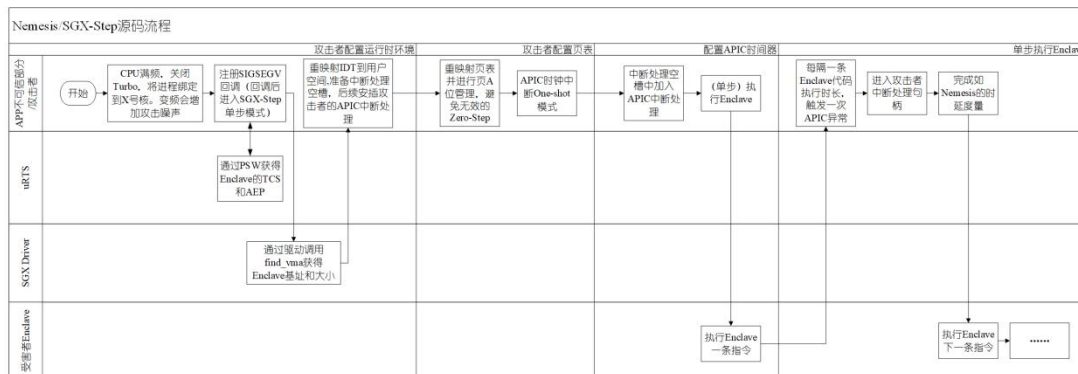 Nemesis/SGX-Step源码流程
攻击者配置运行时环境
攻击者配置页表
配置APIC时间器
单步执行Enclave
APP不可信部分
/攻击者
开始
CPU满频，关闭
Turbo，将进程绑定
到X号核。变频会增
加攻击噪声
注册SIGSEGV
回调（回调后
进入SGX-Step
单步模式）
重映射IDT到用户
空间,准备中断处理
空槽，后续安插攻
击者的APIC中断处
理
重映射页表
并进行页A
位管理，避
免无效的
Zero-Step
APIC时钟中
断One-shot
模式
中断处理空
槽中加入
APIC中断处
理
（单步）执
行Enclave
每隔一条
Enclave代码
执行时长，
触发一次
APIC异常
进入攻击者
中断处理句
柄
完成如
Nemesis的时
延度量
uRTS
通过PSW获得
Enclave的TCS
和AEP
SGX Driver
通过驱动调用
find_vma获得
Enclave基址和大小
受害者Enclave
执行Enclave
一条指令
执行Enclave
下一条指令
......